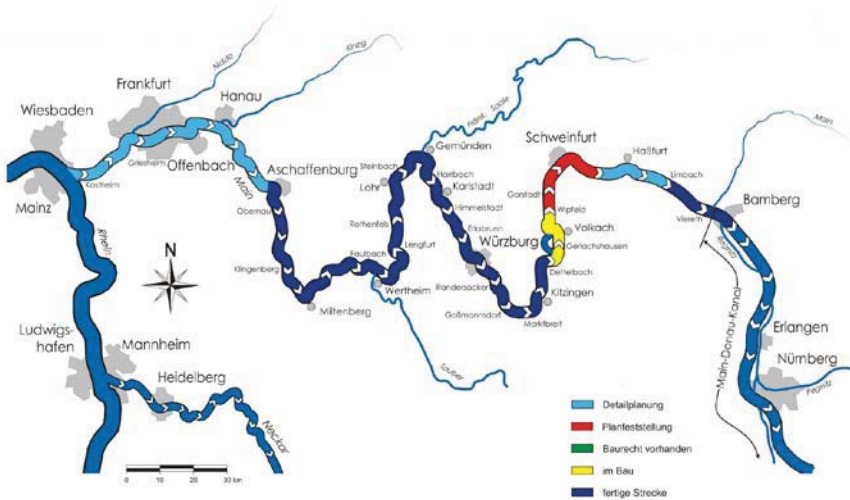 Nidda
Kinzig
Frankfurt
Wiesbaden
Hanau
Griesheim
Offenbach
Kostheim
Main
Mainz
Rhein
Aschaffenburg
Obernau
N
Klingenberg
Miltenberg
Faulbach
Wertheim
Tauber
Fränk. Saale
Gemünden
Steinbach
Harrbach
Lohr
Karlstadt
Himmelstadt
Rothenfels
Erlabrunn
Lengfurt
Würzburg
Randersacker
Goßmannsdorf
Marktbreit
Kitzingen
Dettelbach
Gerlachshausen
Volkach
Wipfeld
Garstadt
Schweinfurt
Haßfurt
Limbach
Main
Viereth
Bamberg
Regnitz
Main-Donau-Kanal
Erlangen
Nürnberg
Pegnitz
Ludwigs-
hafen
Mannheim
Heidelberg
Neckar
0 10 20 30 km
Detailplanung
Planfeststellung
Baurecht vorhanden
im Bau
fertige Strecke